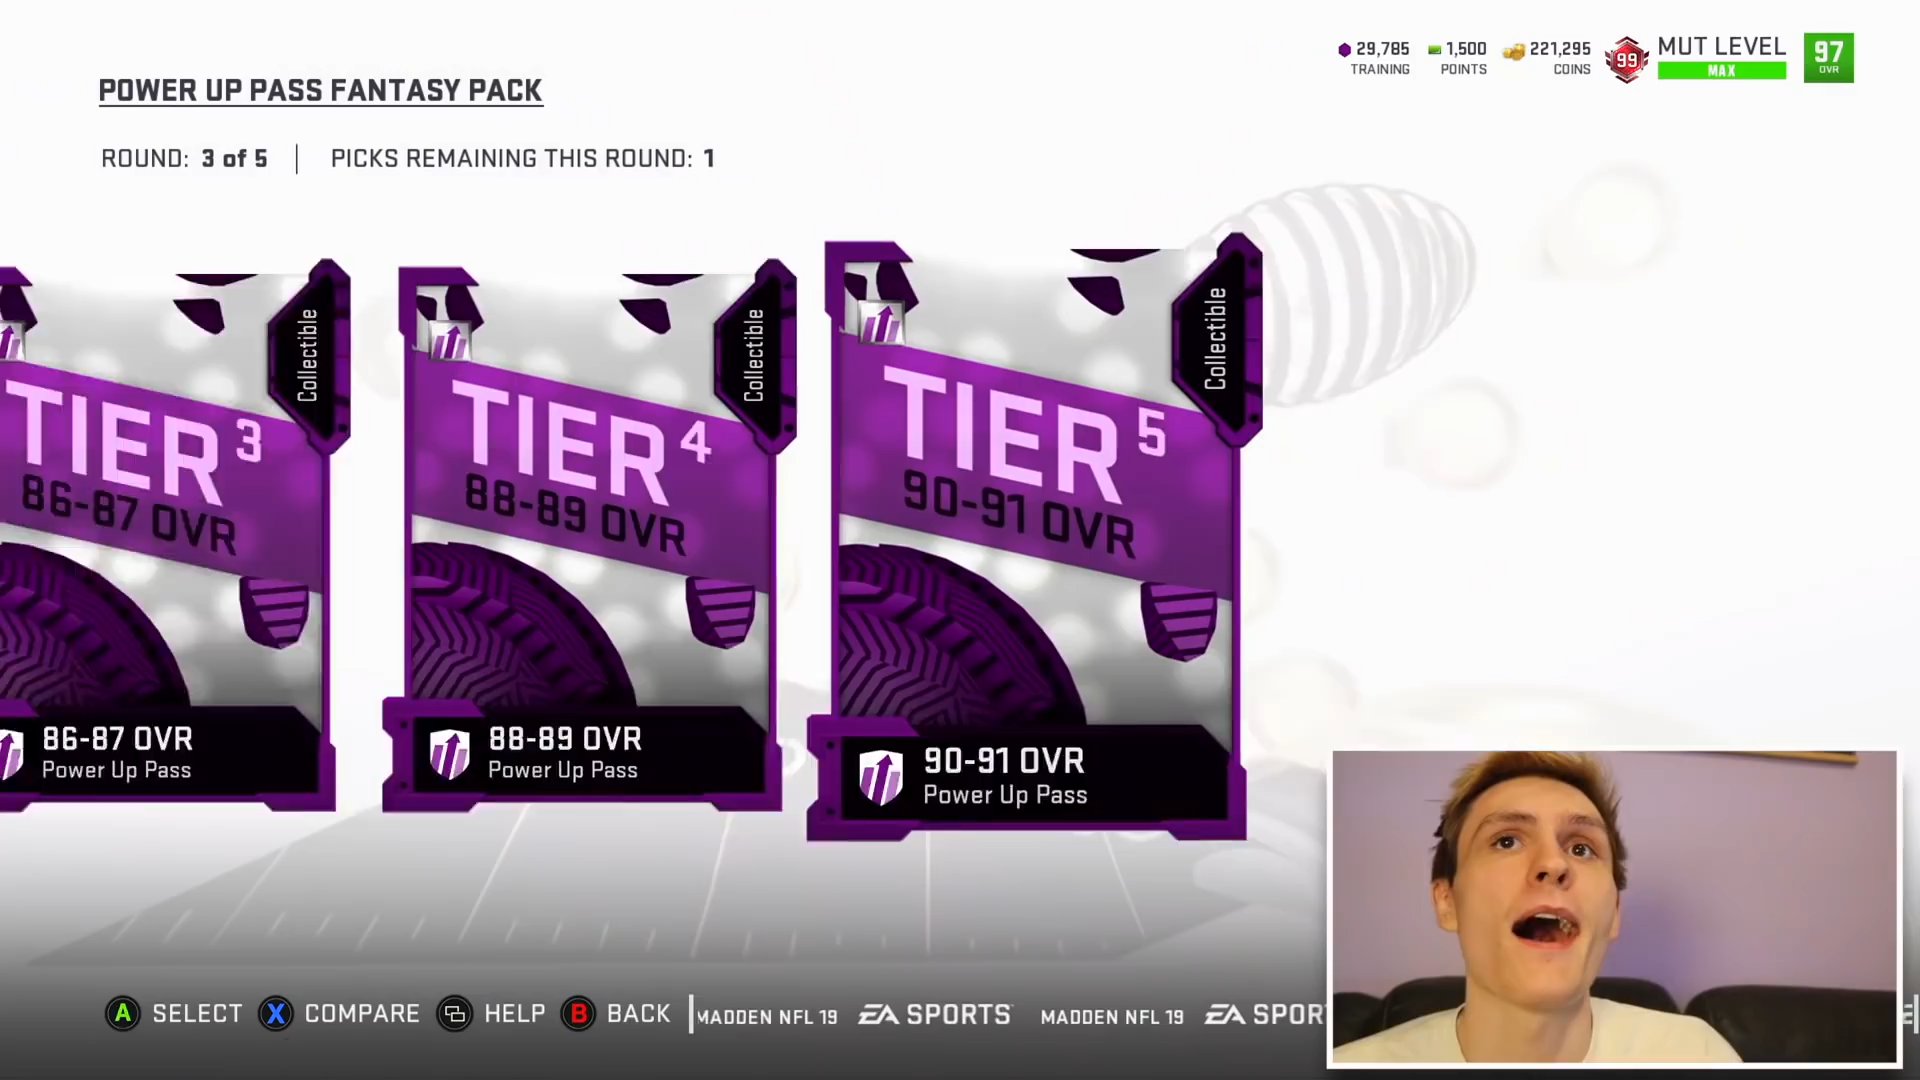 POWER UP PASS FANTASY PACK
29,785 TRAINING
1,500 POINTS
221,295 COINS
99
MUT LEVEL
MAX
97 OVR
ROUND: 3 of 5 | PICKS REMAINING THIS ROUND: 1
Collectible
TIER 3
86-87 OVR
86-87 OVR
Power Up Pass
Collectible
TIER 4
88-89 OVR
88-89 OVR
Power Up Pass
Collectible
TIER 5
90-91 OVR
90-91 OVR
Power Up Pass
A SELECT X COMPARE HELP B BACK MADDEN NFL 19 EA SPORTS MADDEN NFL 19 EA SPOR